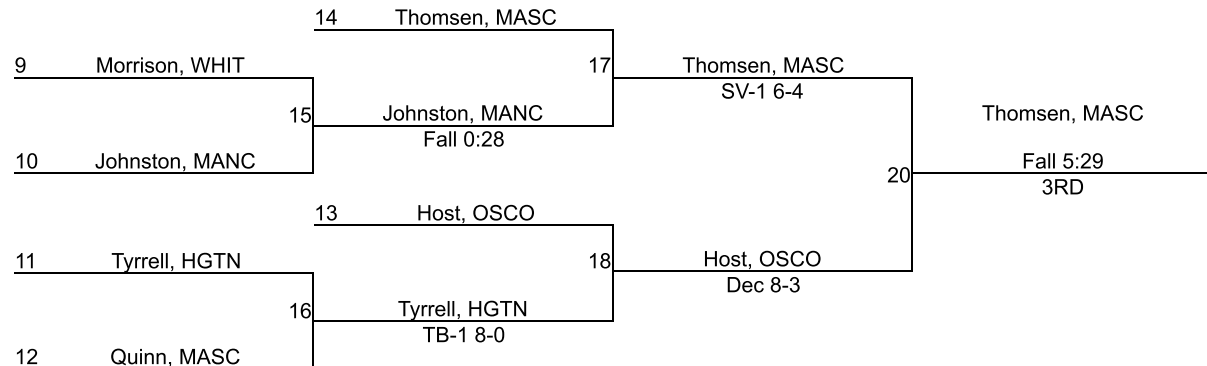 14 Thomsen, MASC
9 Morrison, WHIT
17 Thomsen, MASC
SV-1 6-4
15 Johnston, MANC
Fall 0:28
Thomsen, MASC
10 Johnston, MANC
Fall 5:29
20
3RD
13 Host, OSCO
11 Tyrrell, HGTN
18 Host, OSCO
Dec 8-3
16 Tyrrell, HGTN
TB-1 8-0
12 Quinn, MASC